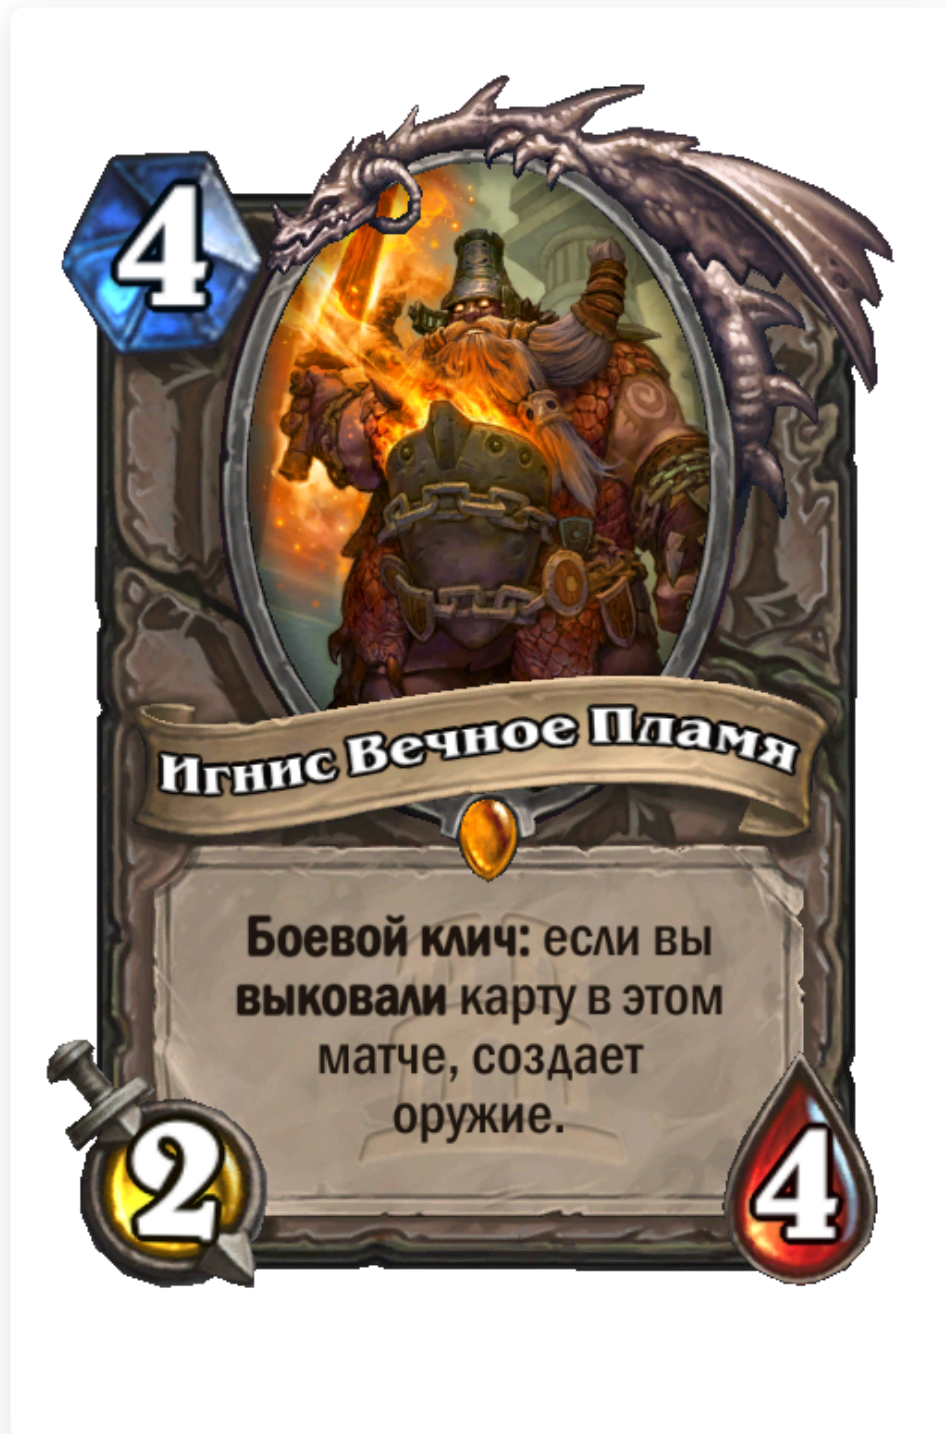 4
Игнис Вечное Пламя
Боевой клич: если вы
выковали карту в этом
матче, создает
оружие.
2
4